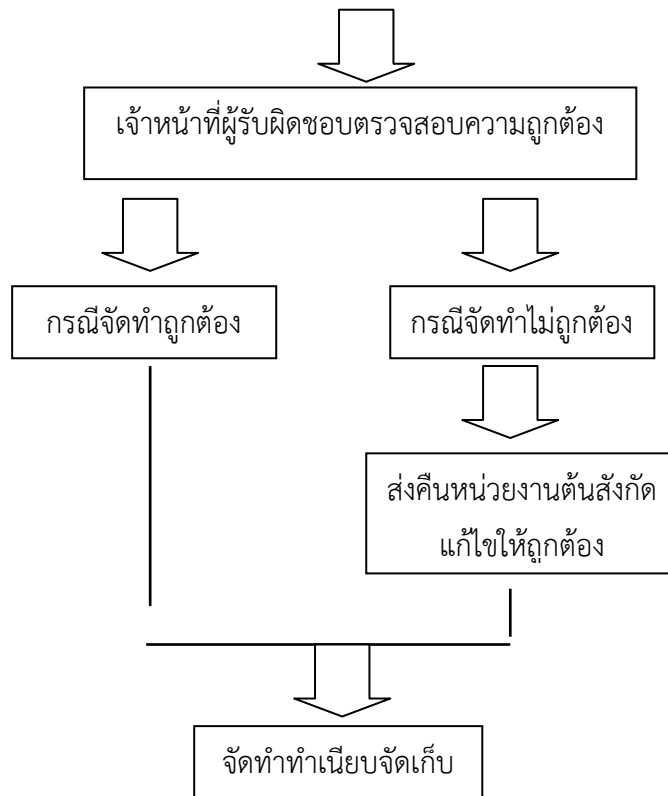 เจ้าหน้าที่ผู้รับผิดชอบตรวจสอบความถูกต้อง
กรณีจัดทำถูกต้อง
กรณีจัดทำไม่ถูกต้อง
ส่งคืนหน่วยงานต้นสังกัด
แก้ไขให้ถูกต้อง
จัดทำทำเนียบจัดเก็บ